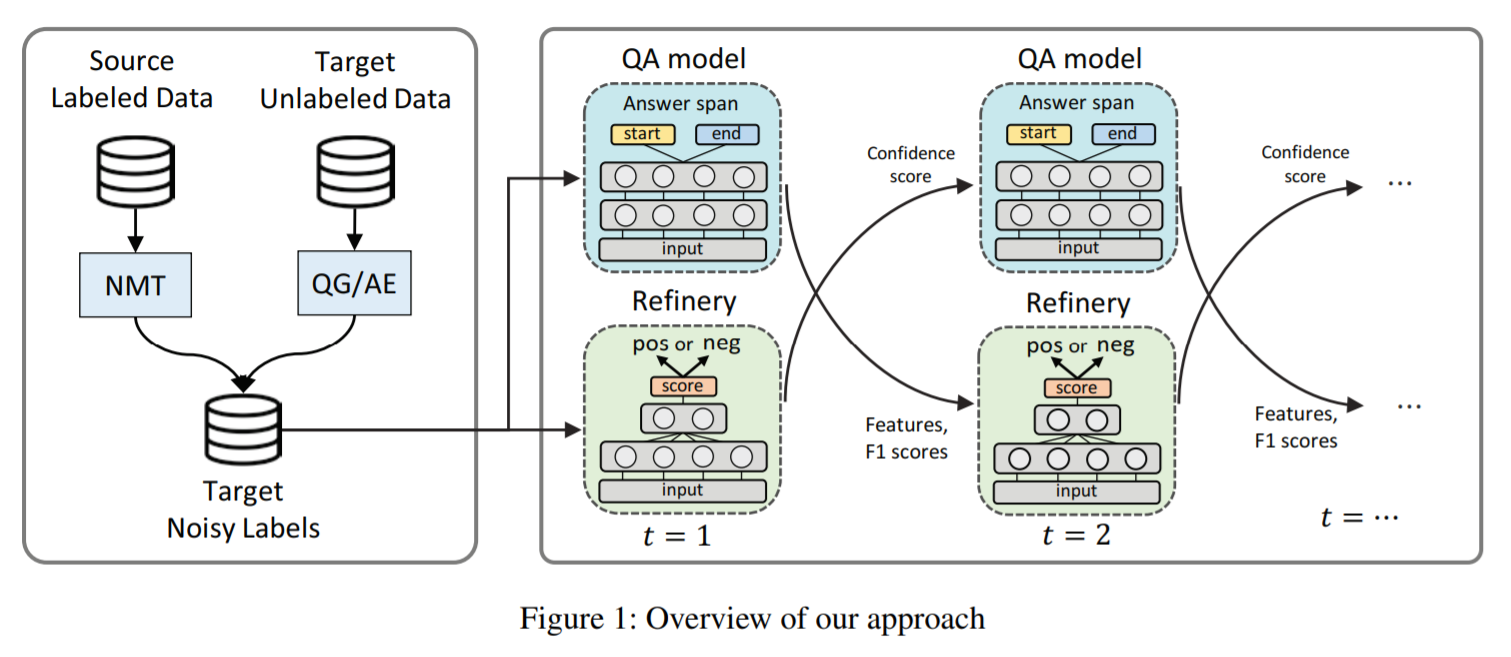 Source
Labeled Data
Target
Unlabeled Data
NMT
QG/AE
Target
Noisy Labels
QA model
Answer span
start end
input
Refinery
pos or neg
score
input
t = 1
Confidence
score
Features,
F1 scores
QA model
Answer span
start end
input
Refinery
pos or neg
score
input
t = 2
Confidence
score
...
Features,
F1 scores
...
t = ...
Figure 1: Overview of our approach